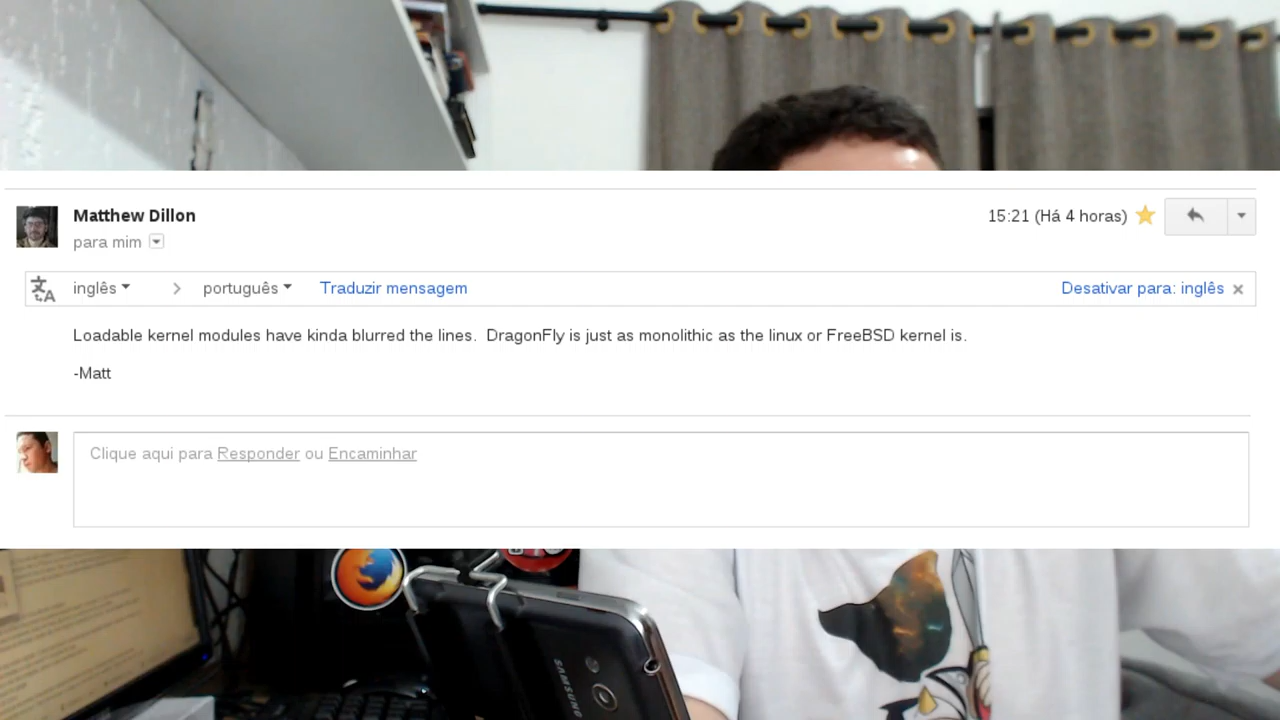 Matthew Dillon
15:21 (Há 4 horas)
para mim
inglês
português
Traduzir mensagem
Desativar para: inglês
Loadable kernel modules have kinda blurred the lines.  DragonFly is just as monolithic as the linux or FreeBSD kernel is.
-Matt
Clique aqui para Responder ou Encaminhar
SAMSUNG